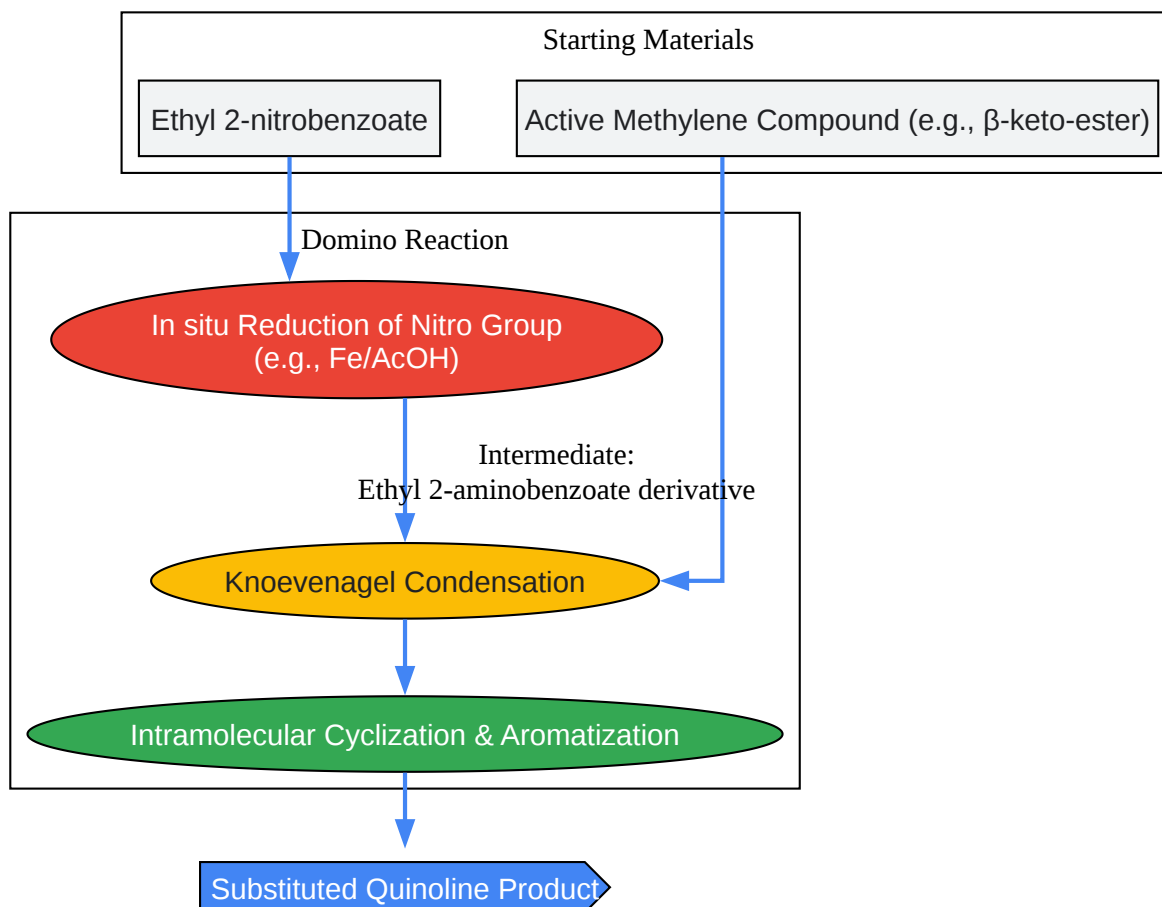 Starting Materials
Ethyl 2-nitrobenzoate
Active Methylene Compound (e.g., β-keto-ester)
Domino Reaction
In situ Reduction of Nitro Group
(e.g., Fe/AcOH)
Intermediate:
Ethyl 2-aminobenzoate derivative
Knoevenagel Condensation
Intramolecular Cyclization & Aromatization
Substituted Quinoline Product